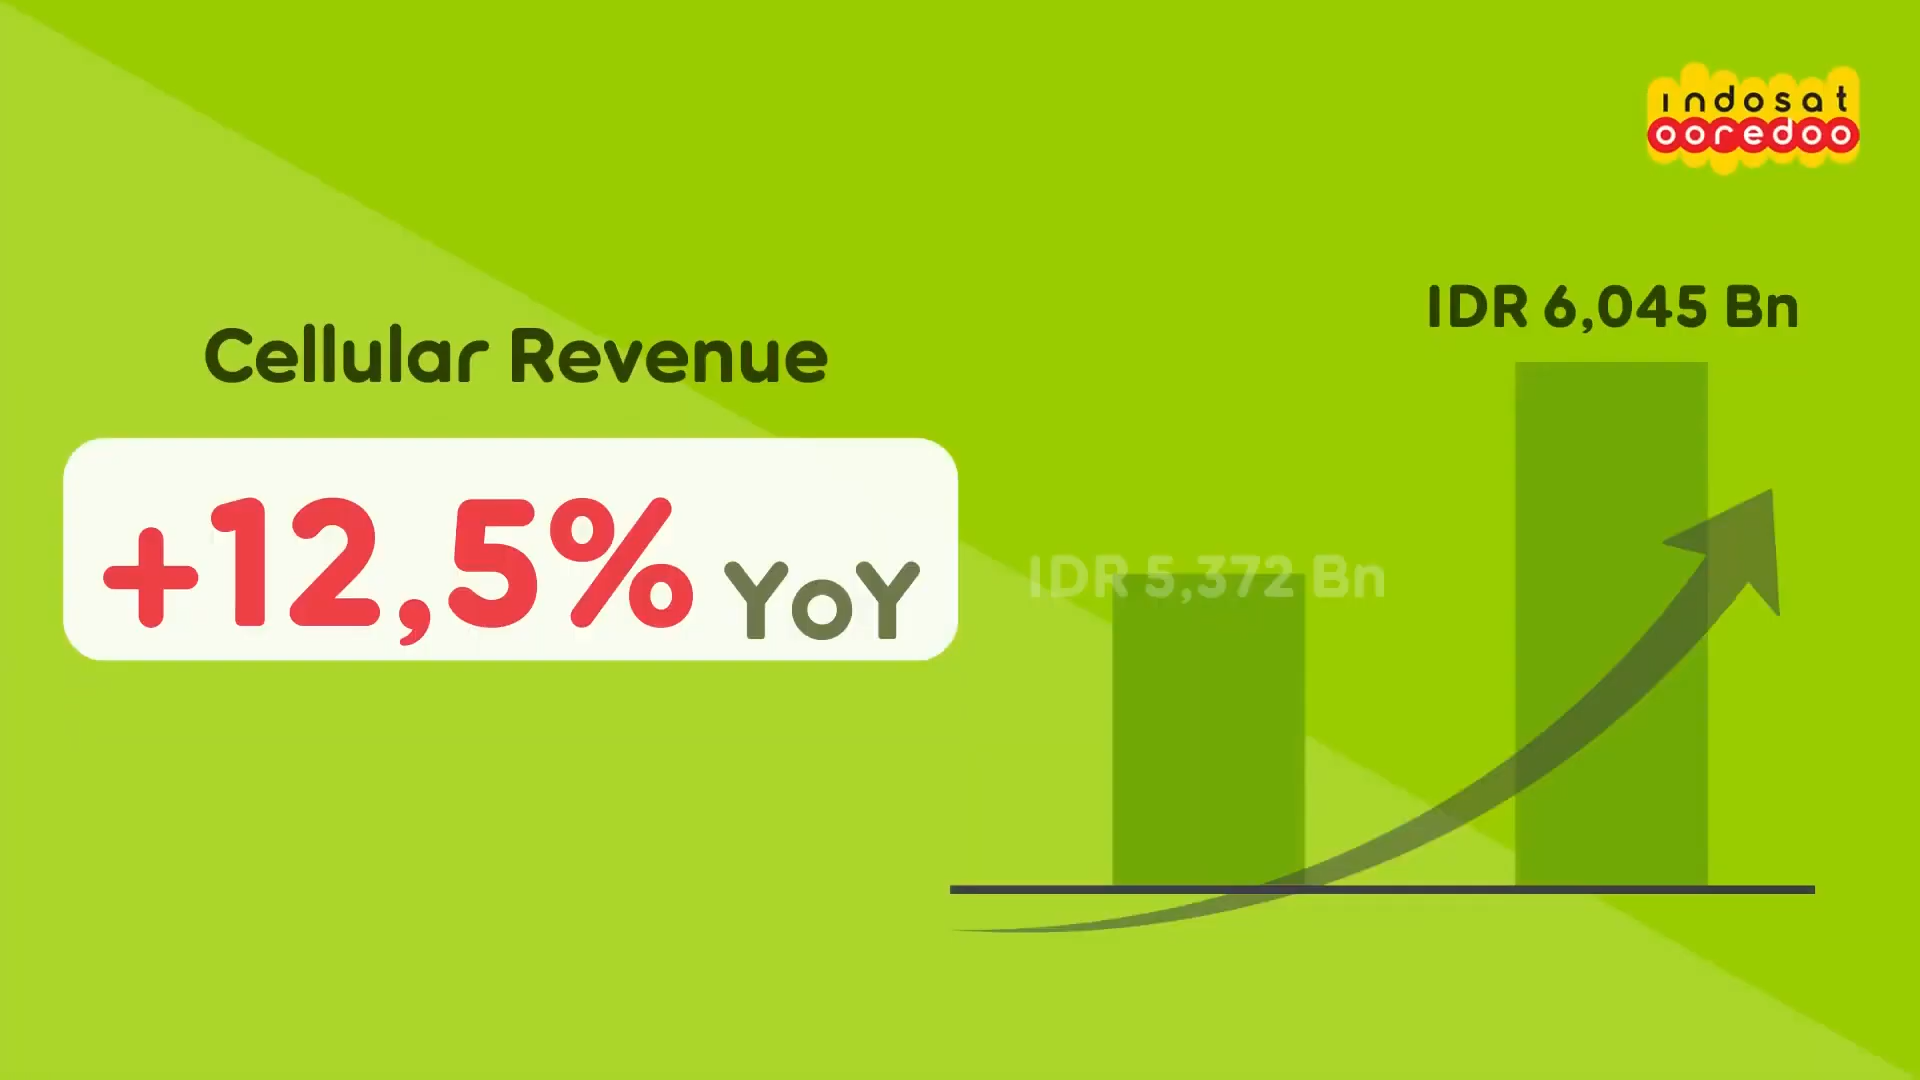 indosat
ooredoo
IDR 6,045 Bn
Cellular Revenue
+12,5% YoY
IDR 5,372 Bn